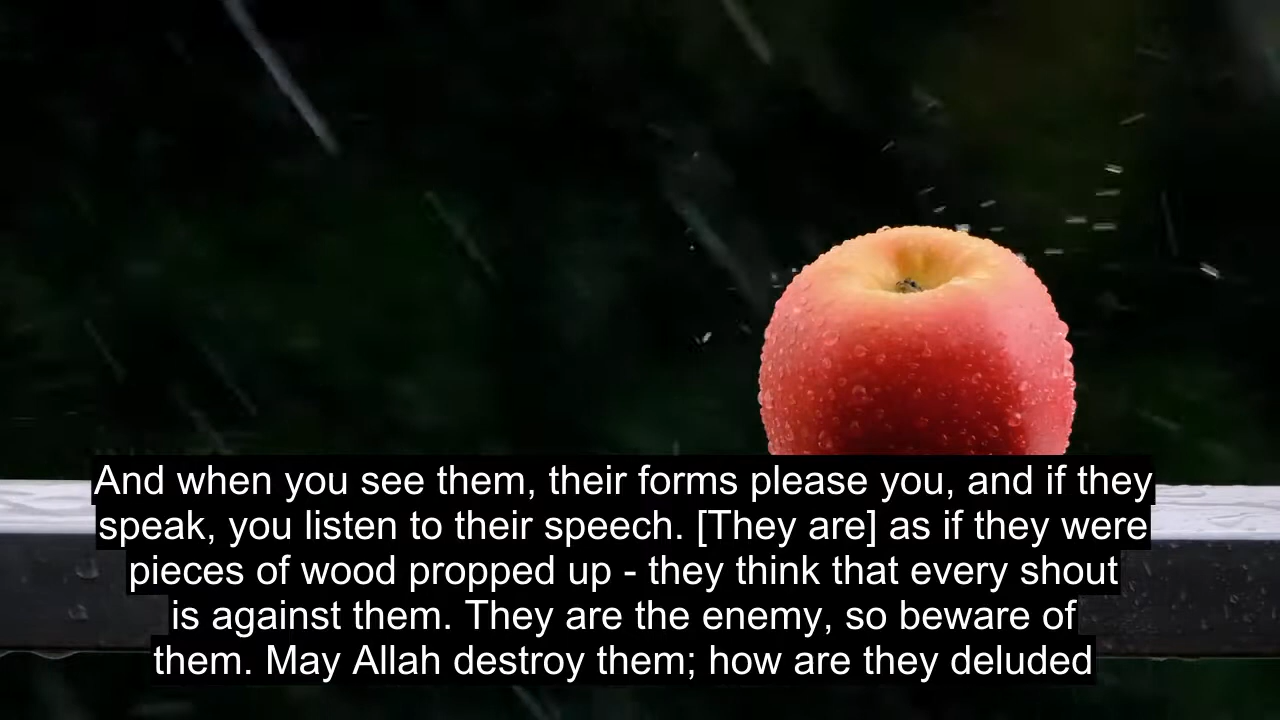 And when you see them, their forms please you, and if they
speak, you listen to their speech. [They are] as if they were
pieces of wood propped up - they think that every shout
is against them. They are the enemy, so beware of
them. May Allah destroy them; how are they deluded